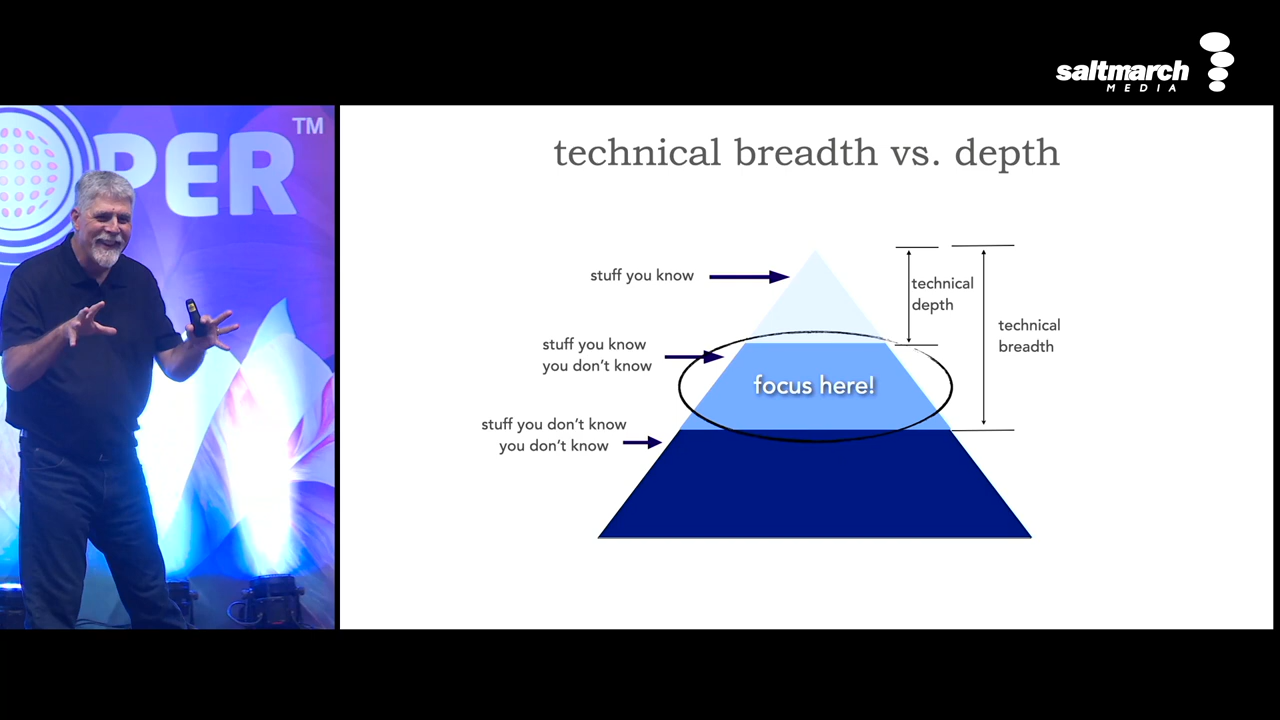 saltmarch
MEDIA
PER™
technical breadth vs. depth
stuff you know
technical
depth
technical
breadth
stuff you know
you don't know
focus here!
stuff you don't know
you don't know